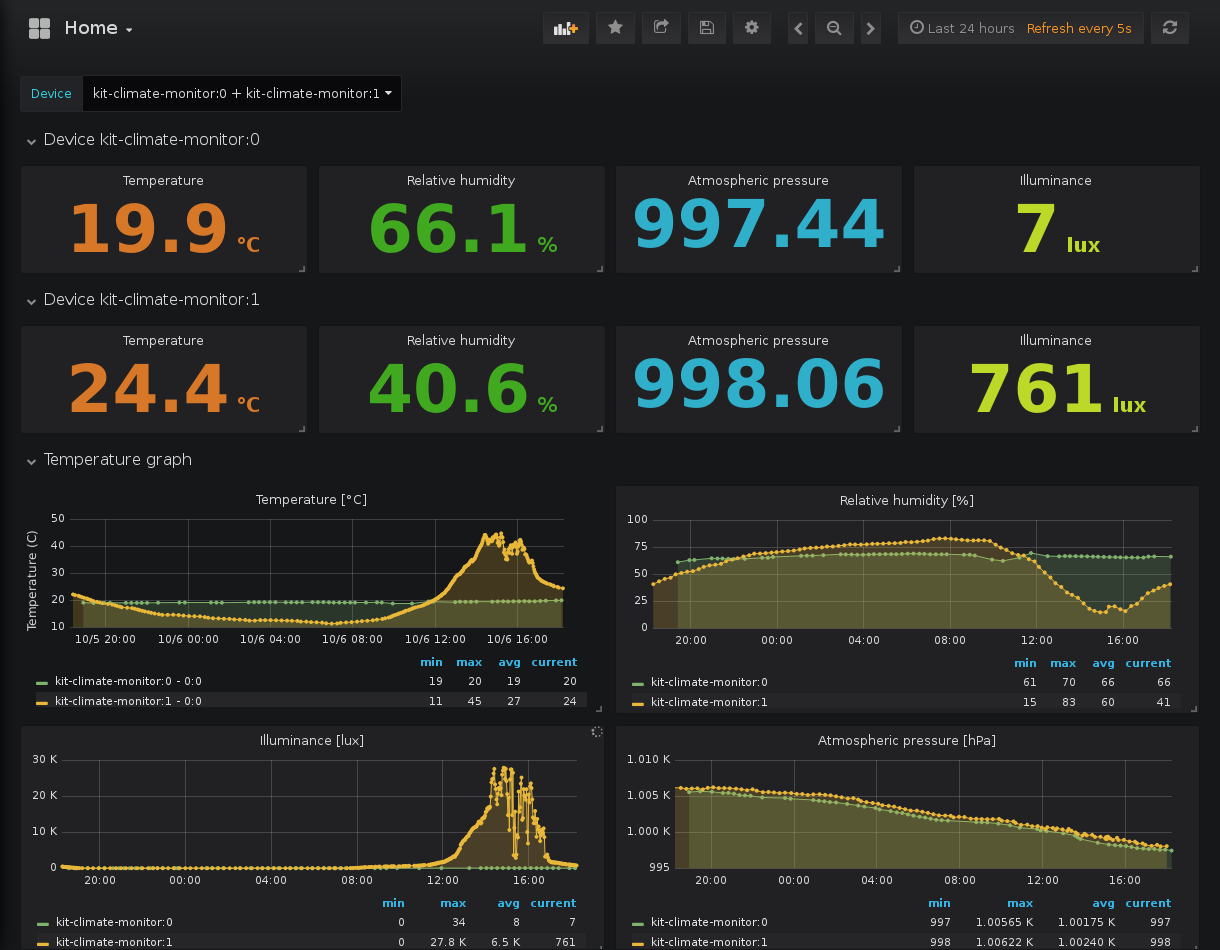 Home
Last 24 hours Refresh every 5s
Device kit-climate-monitor:0 + kit-climate-monitor:1
Device kit-climate-monitor:0
Temperature Relative humidity Atmospheric pressure Illuminance
19.9 °C 66.1 % 997.44 7 lux
Device kit-climate-monitor:1
Temperature Relative humidity Atmospheric pressure Illuminance
24.4 °C 40.6 % 998.06 761 lux
Temperature graph
Temperature [°C]
Temperature (C)
50
40
30
20
10
10/5 20:00 10/6 00:00 10/6 04:00 10/6 08:00 10/6 12:00 10/6 16:00
min max avg current
kit-climate-monitor:0 - 0:0 19 20 19 20
kit-climate-monitor:1 - 0:0 11 45 27 24
Relative humidity [%]
100
75
50
25
0
20:00 00:00 04:00 08:00 12:00 16:00
min max avg current
kit-climate-monitor:0 61 70 66 66
kit-climate-monitor:1 15 83 60 41
Illuminance [lux]
30 K
20 K
10 K
0
20:00 00:00 04:00 08:00 12:00 16:00
min max avg current
kit-climate-monitor:0 0 34 8 7
kit-climate-monitor:1 0 27.8 K 6.5 K 761
Atmospheric pressure [hPa]
1.010 K
1.005 K
1.000 K
995
20:00 00:00 04:00 08:00 12:00 16:00
min max avg current
kit-climate-monitor:0 997 1.00565 K 1.00175 K 997
kit-climate-monitor:1 998 1.00622 K 1.00240 K 998